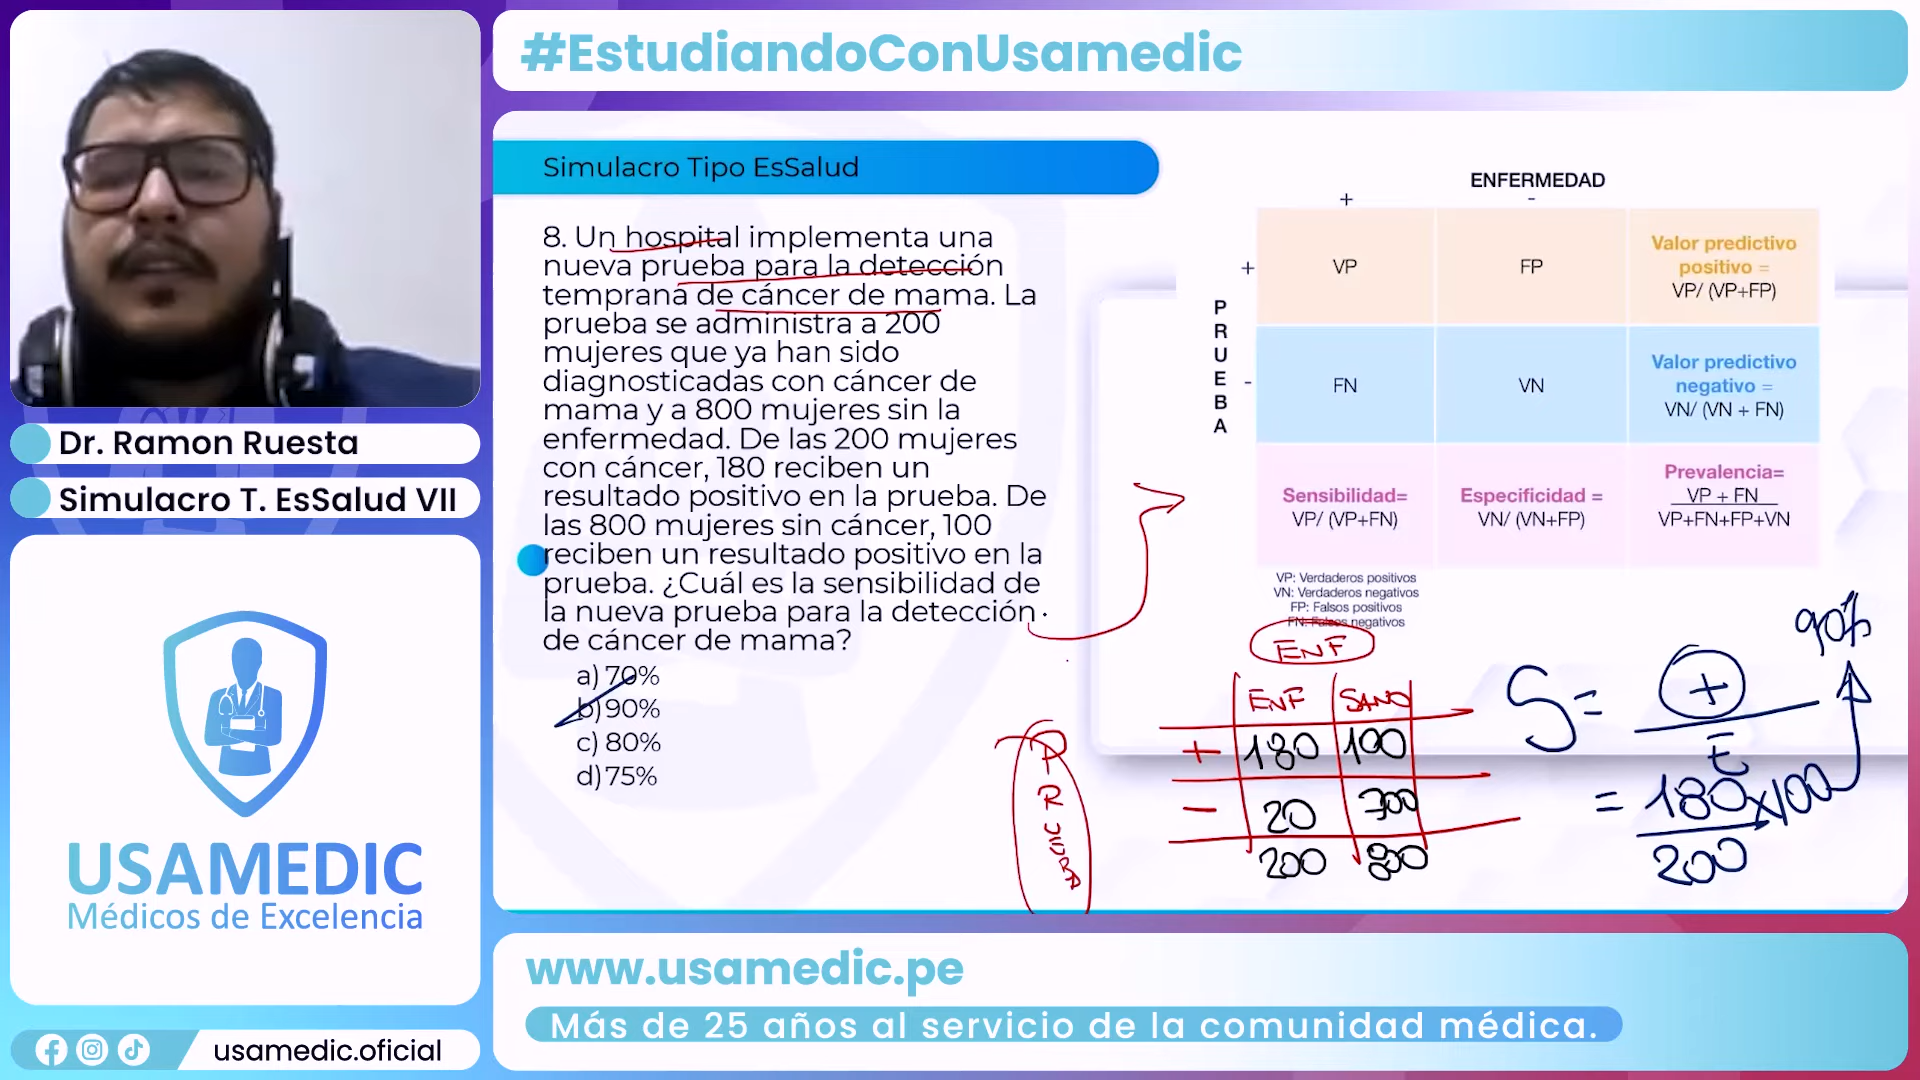 #EstudiandoConUsamedic
Simulacro Tipo EsSalud
8. Un hospital implementa una
nueva prueba para la detección
temprana de cáncer de mama. La
prueba se administra a 200
mujeres que ya han sido
diagnosticadas con cáncer de
mama y a 800 mujeres sin la
enfermedad. De las 200 mujeres
con cáncer, 180 reciben un
resultado positivo en la prueba. De
las 800 mujeres sin cáncer, 100
reciben un resultado positivo en la
prueba. ¿Cuál es la sensibilidad de
la nueva prueba para la detección
de cáncer de mama?
a) 70%
b) 90%
c) 80%
d) 75%
ENFERMEDAD
+ -
PRUEBA
+ VP FP
Valor predictivo
positivo =
VP/ (VP+FP)
- FN VN
Valor predictivo
negativo =
VN/ (VN + FN)
Sensibilidad=
VP/ (VP+FN)
Especificidad =
VN/ (VN+FP)
Prevalencia=
VP + FN
VP+FN+FP+VN
VP: Verdaderos positivos
VN: Verdaderos negativos
FP: Falsos positivos
FN: Falsos negativos
ENF
ENF SANO
+ 180 100
- 20 700
200 800
S = + / E
= 180 x100
200
90%
Dr. Ramon Ruesta
Simulacro T. EsSalud VII
USAMEDIC
Médicos de Excelencia
usamedic.oficial
www.usamedic.pe
Más de 25 años al servicio de la comunidad médica.